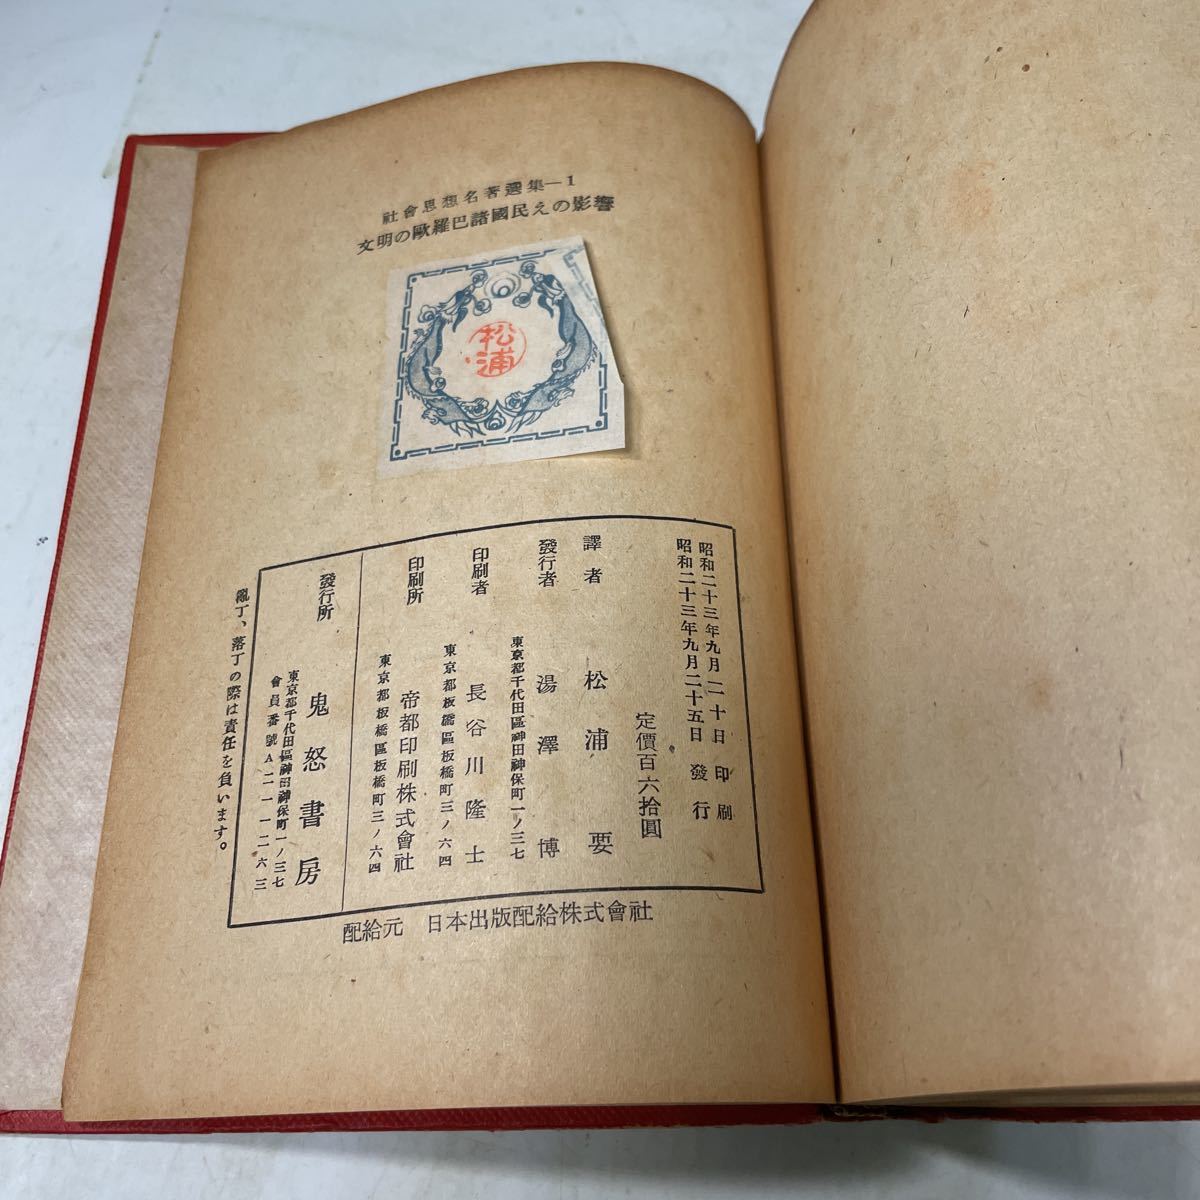 社會思想名著選集―1
文明の歐羅巴諸國民えの影響
松浦
昭和二十三年九月二十日 印刷
昭和二十三年九月二十五日 發行
定價百六拾圓
譯者 松浦要
發行者 湯澤博
東京都千代田區神田神保町一ノ三七
印刷者 長谷川隆士
東京都板橋區板橋町三ノ六四
印刷所 帝都印刷株式會社
東京都板橋區板橋町三ノ六四
發行所 鬼怒書房
東京都千代田區神田神保町一ノ三七
會員番號A二一一二六三
亂丁、落丁の際は責任を負います。
配給元 日本出版配給株式會社